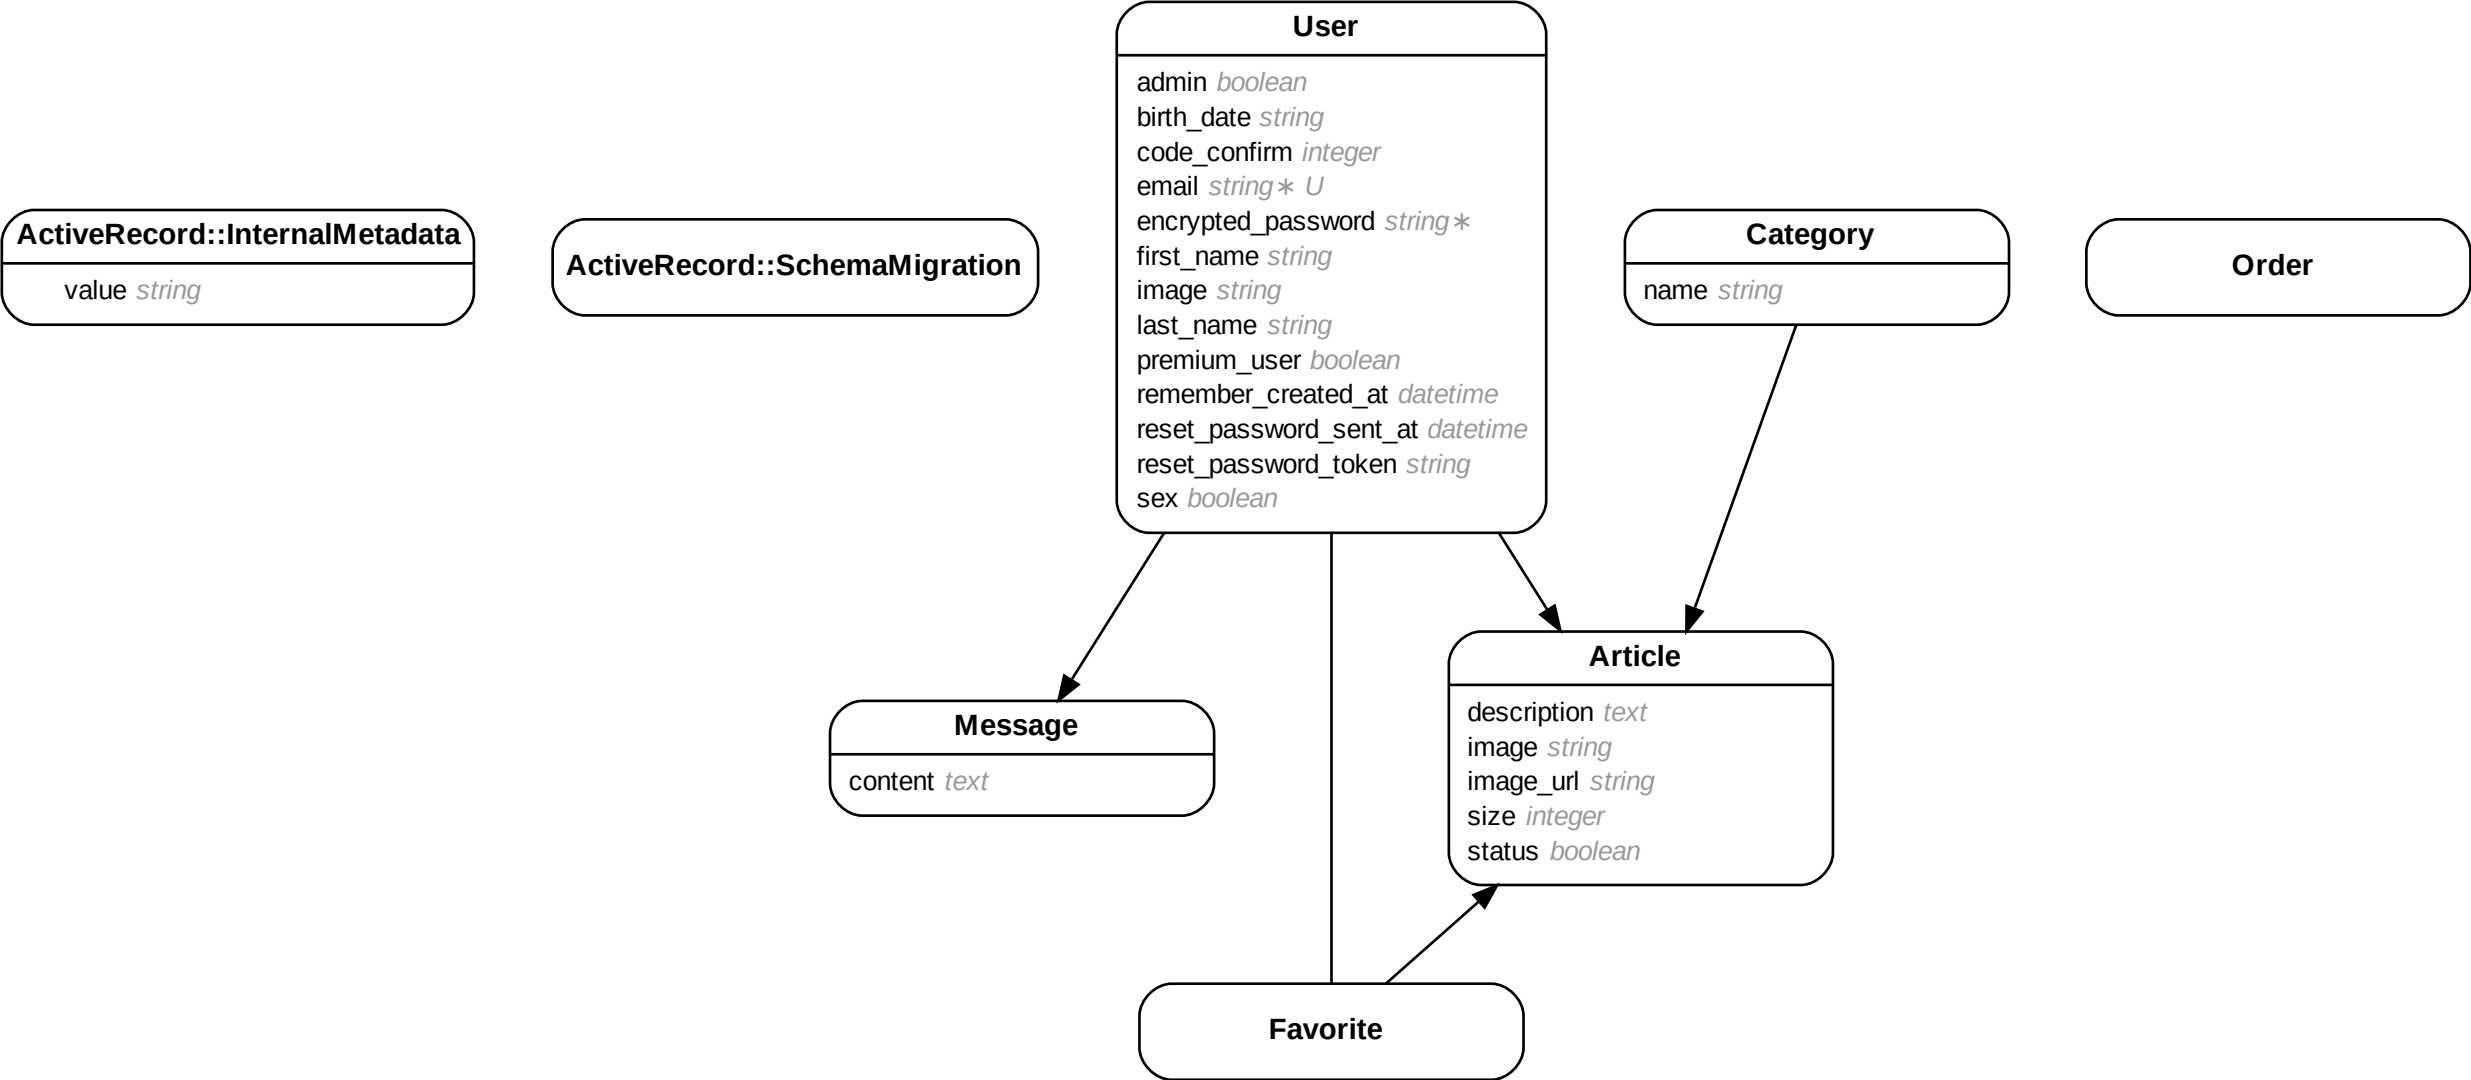 User
admin boolean
birth_date string
code_confirm integer
email string∗ U
encrypted_password string∗
first_name string
image string
last_name string
premium_user boolean
remember_created_at datetime
reset_password_sent_at datetime
reset_password_token string
sex boolean
ActiveRecord::InternalMetadata
value string
ActiveRecord::SchemaMigration
Category
name string
Order
Message
content text
Article
description text
image string
image_url string
size integer
status boolean
Favorite